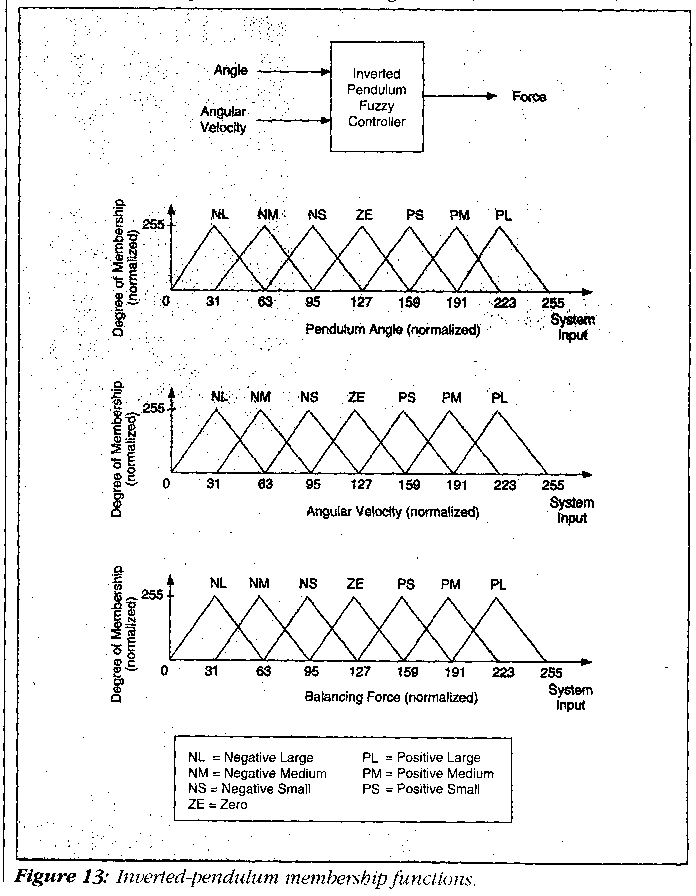 Angle
Angular
Velocity
Inverted
Pendulum
Fuzzy
Controller
Force
Degree of Membership
(normalized)
255
NL NM NS ZE PS PM PL
0 31 63 95 127 159 191 223 255
Pendulum Angle (normalized)
System
Input
Degree of Membership
(normalized)
255
NL NM NS ZE PS PM PL
0 31 63 95 127 159 191 223 255
Angular Velocity (normalized)
System
Input
Degree of Membership
(normalized)
255
NL NM NS ZE PS PM PL
0 31 63 95 127 159 191 223 255
Balancing Force (normalized)
System
Input
NL = Negative Large PL = Positive Large
NM = Negative Medium PM = Positive Medium
NS = Negative Small PS = Positive Small
ZE = Zero
Figure 13: Inverted-pendulum membership functions.